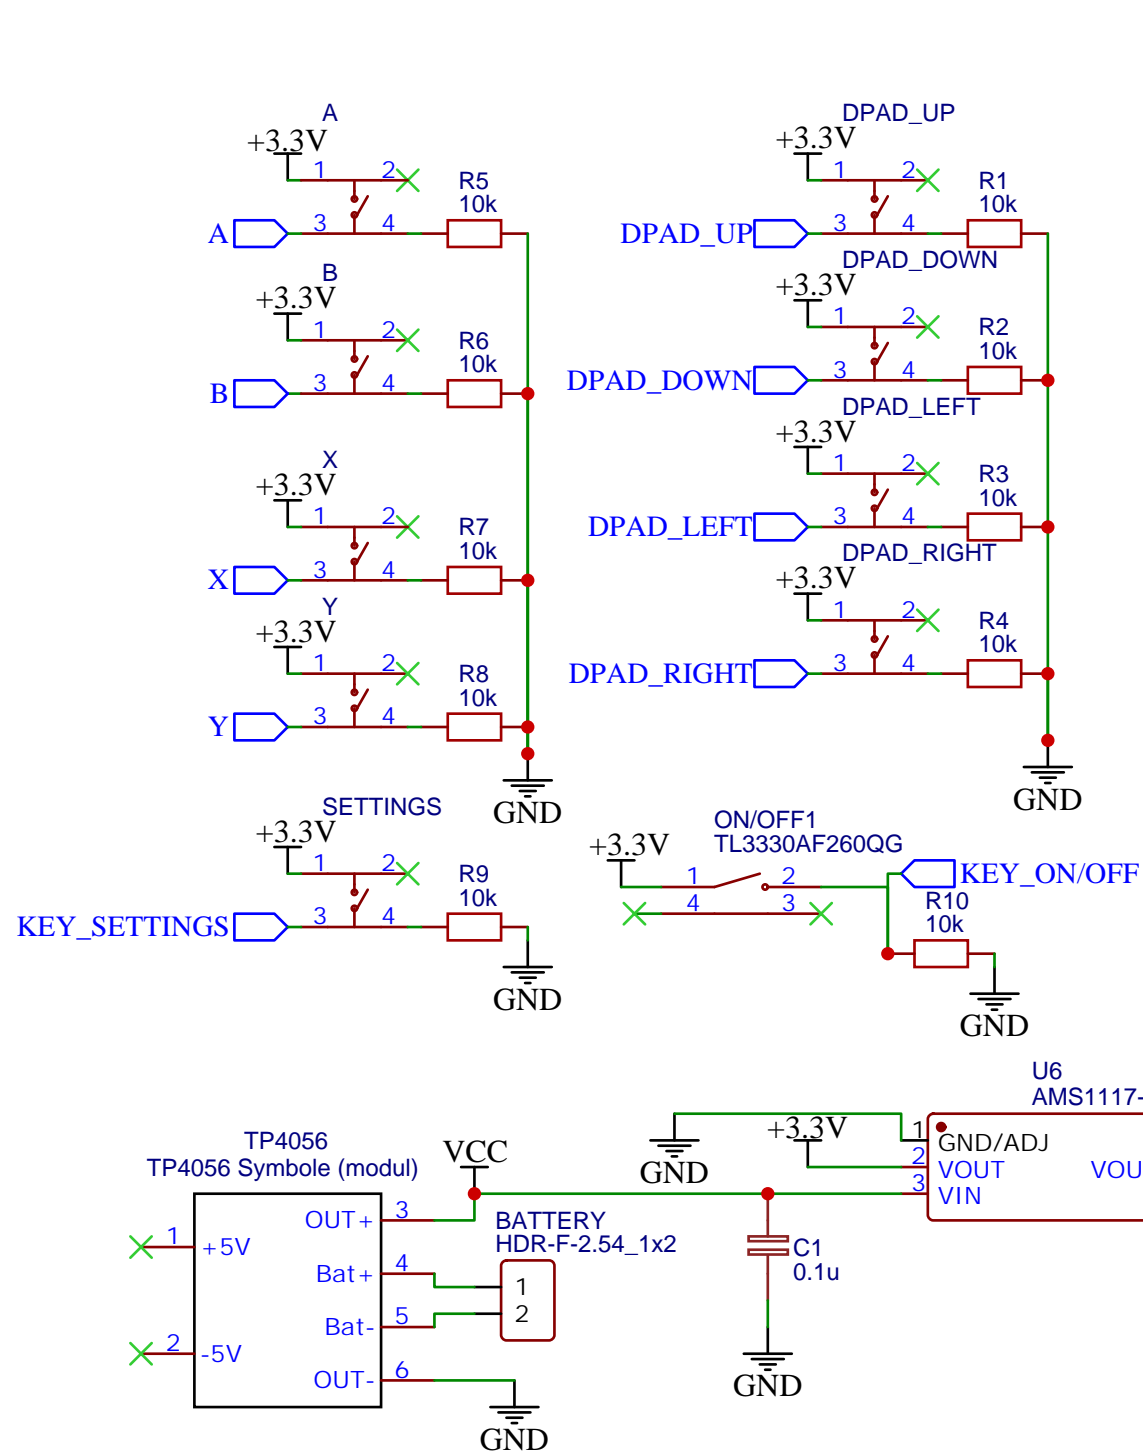 A
+3.3V
1 2
R5
10k
A
3 4
B
+3.3V
1 2
R6
10k
B
3 4
X
+3.3V
1 2
R7
10k
X
3 4
Y
+3.3V
1 2
R8
10k
Y
3 4
GND
DPAD_UP
+3.3V
1 2
R1
10k
DPAD_UP
3 4
DPAD_DOWN
+3.3V
1 2
R2
10k
DPAD_DOWN
3 4
DPAD_LEFT
+3.3V
1 2
R3
10k
DPAD_LEFT
3 4
DPAD_RIGHT
+3.3V
1 2
R4
10k
DPAD_RIGHT
3 4
GND
SETTINGS
+3.3V
1 2
R9
10k
KEY_SETTINGS
3 4
GND
ON/OFF1
TL3330AF260QG
+3.3V
1 2
4 3
KEY_ON/OFF
R10
10k
GND
TP4056
TP4056 Symbole (modul)
1 +5V
2 -5V
OUT+ 3
Bat+ 4
Bat- 5
OUT- 6
VCC
BATTERY
HDR-F-2.54_1x2
1
2
GND
U6
AMS1117-
+3.3V
GND
1 GND/ADJ
2 VOUT VOU
3 VIN
C1
0.1u
GND